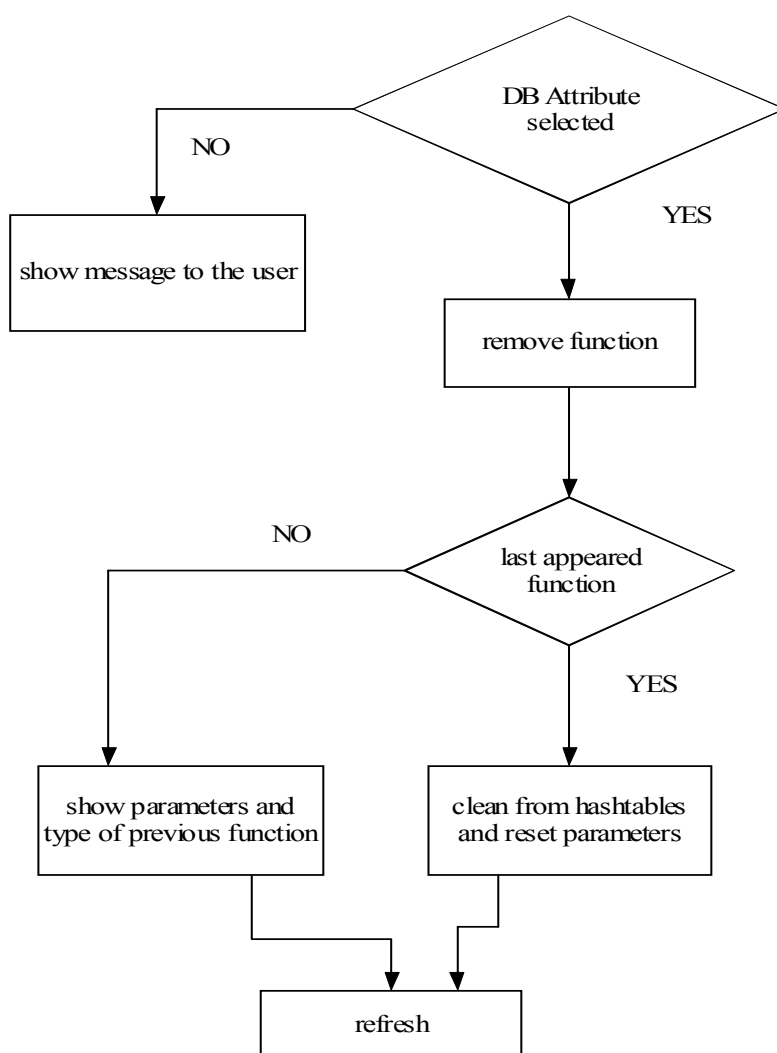 DB Attribute
selected
NO
YES
show message to the user
remove function
NO
last appeared
function
YES
show parameters and
type of previous function
clean from hashtables
and reset parameters
refresh